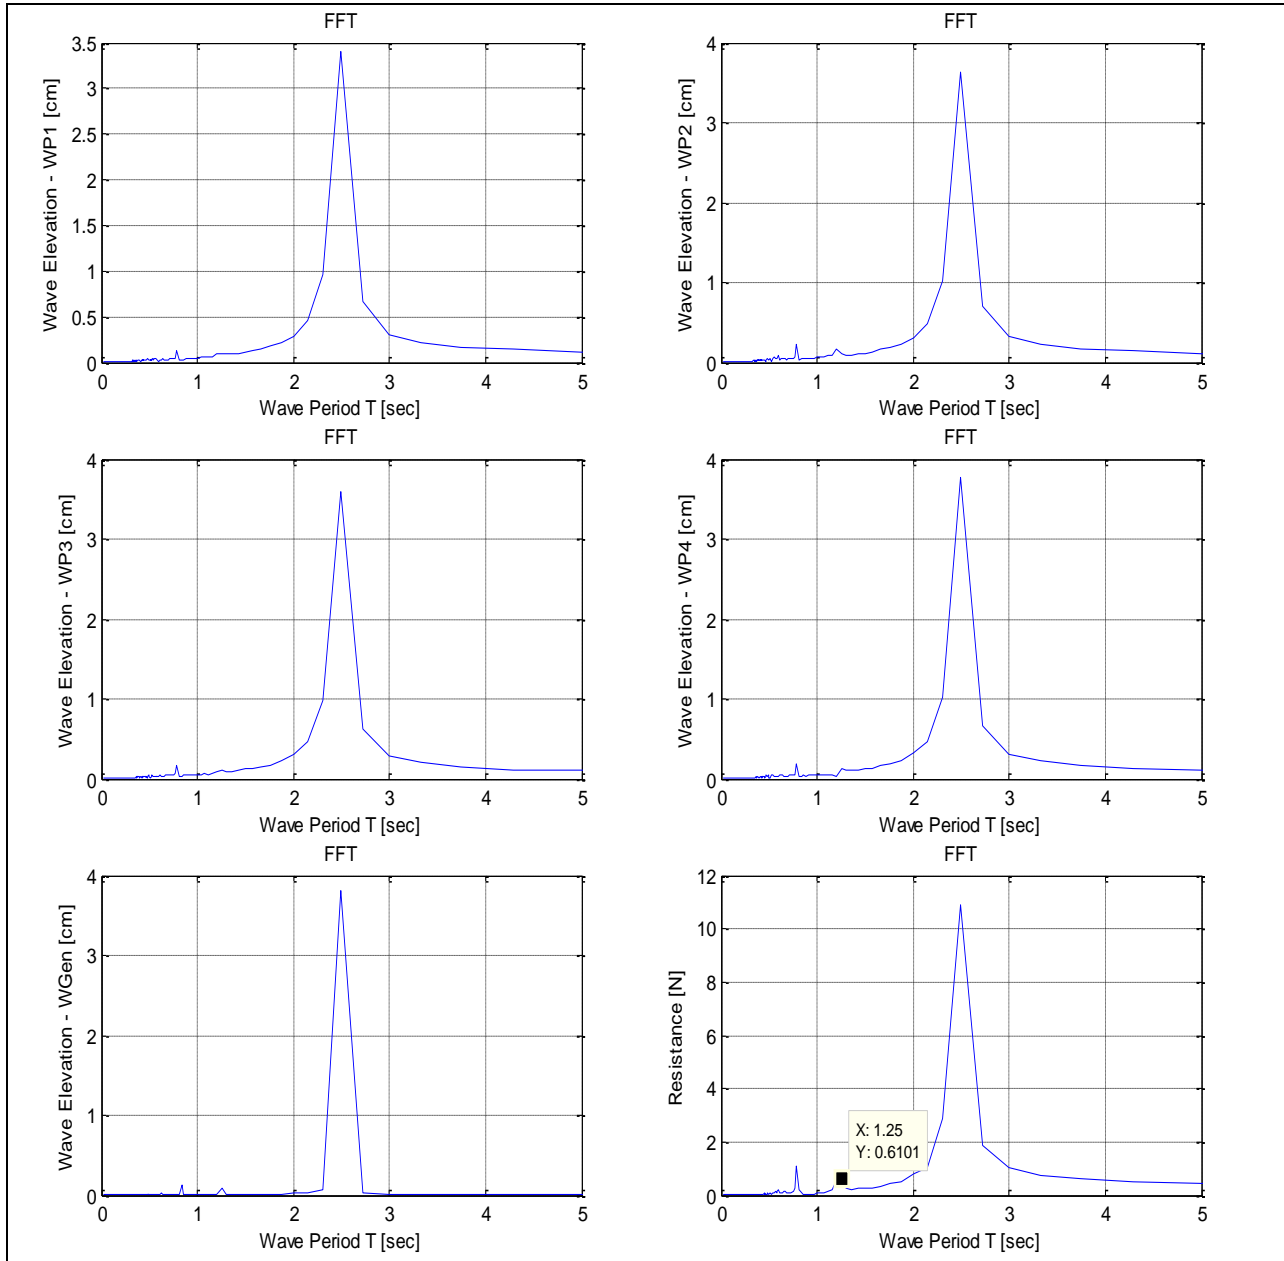 FFT
Wave Elevation - WP1 [cm]
3.5
3
2.5
2
1.5
1
0.5
0
0 1 2 3 4 5
Wave Period T [sec]
FFT
Wave Elevation - WP2 [cm]
4
3
2
1
0
0 1 2 3 4 5
Wave Period T [sec]
FFT
Wave Elevation - WP3 [cm]
4
3
2
1
0
0 1 2 3 4 5
Wave Period T [sec]
FFT
Wave Elevation - WP4 [cm]
4
3
2
1
0
0 1 2 3 4 5
Wave Period T [sec]
FFT
Wave Elevation - WGen [cm]
4
3
2
1
0
0 1 2 3 4 5
Wave Period T [sec]
FFT
Resistance [N]
12
10
8
6
4
2
0
X: 1.25
Y: 0.6101
0 1 2 3 4 5
Wave Period T [sec]